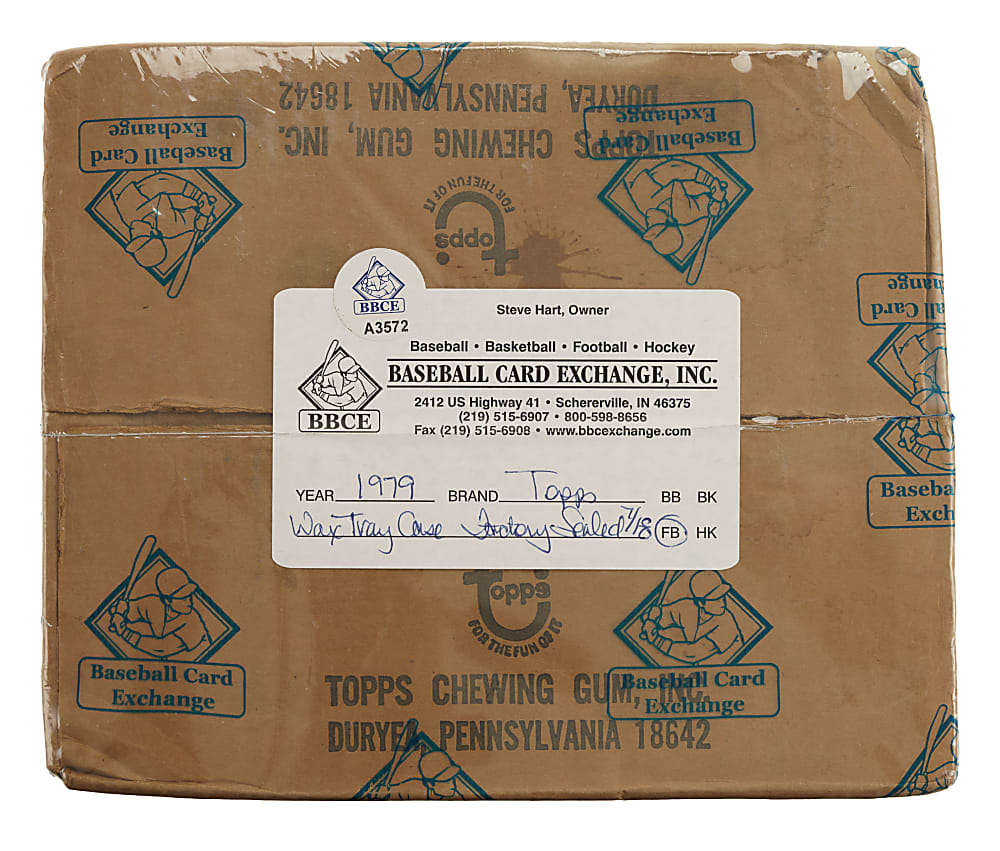 DURYEA, PENNSYLVANIA 18642
TOPPS CHEWING GUM, INC.
Baseball Card
Exchange
Baseball Card
Exchange
FOR THE FUN OF IT
Topps
Baseball Card
Exchange
BBCE
A3572
Steve Hart, Owner
Baseball • Basketball • Football • Hockey
BASEBALL CARD EXCHANGE, INC.
BBCE
2412 US Highway 41 • Schererville, IN 46375
(219) 515-6907 • 800-598-8656
Fax (219) 515-6908 • www.bbcexchange.com
YEAR 1979 BRAND Topps BB BK
Wax Tray Case Factory Sealed 7/18 FB HK
Baseba
Exch
Topps
FOR THE FUN OF IT
Baseball Card
Exchange
Baseball Card
Exchange
TOPPS CHEWING GUM, INC.
DURYEA, PENNSYLVANIA 18642